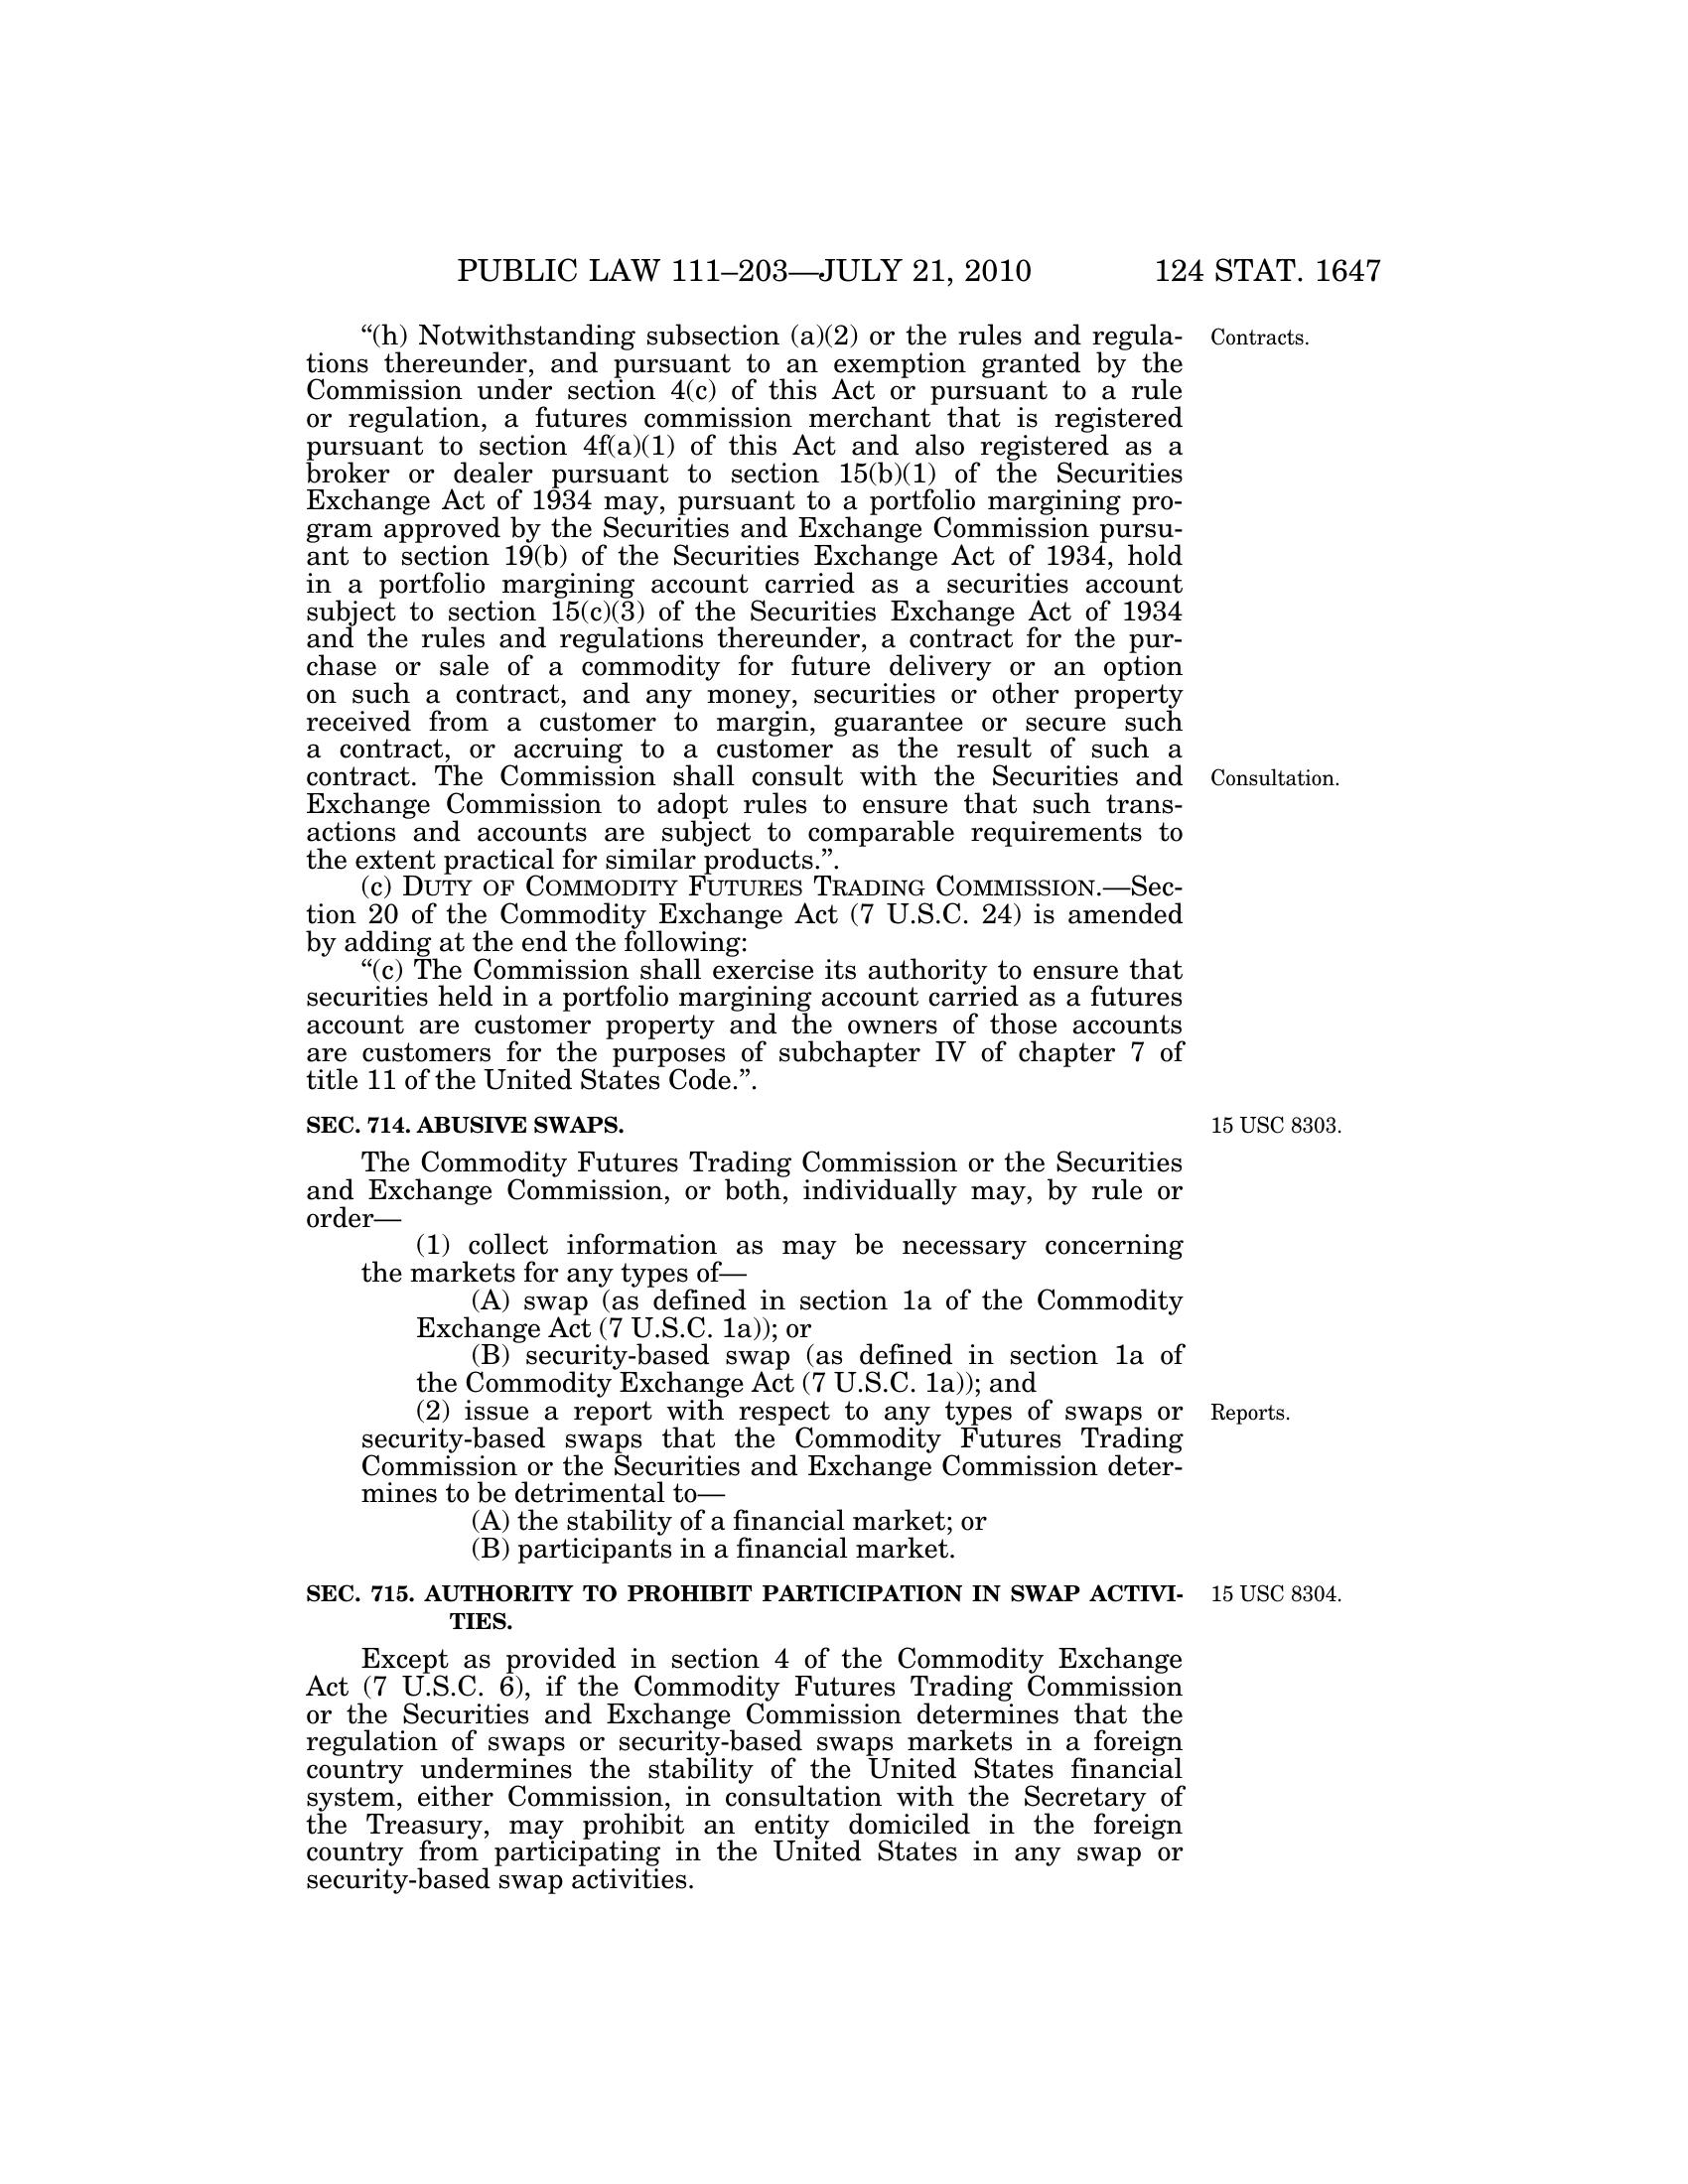 PUBLIC LAW 111–203—JULY 21, 2010 124 STAT. 1647
“(h) Notwithstanding subsection (a)(2) or the rules and regula-
Contracts.
tions thereunder, and pursuant to an exemption granted by the
Commission under section 4(c) of this Act or pursuant to a rule
or regulation, a futures commission merchant that is registered
pursuant to section 4f(a)(1) of this Act and also registered as a
broker or dealer pursuant to section 15(b)(1) of the Securities
Exchange Act of 1934 may, pursuant to a portfolio margining pro-
gram approved by the Securities and Exchange Commission pursu-
ant to section 19(b) of the Securities Exchange Act of 1934, hold
in a portfolio margining account carried as a securities account
subject to section 15(c)(3) of the Securities Exchange Act of 1934
and the rules and regulations thereunder, a contract for the pur-
chase or sale of a commodity for future delivery or an option
on such a contract, and any money, securities or other property
received from a customer to margin, guarantee or secure such
a contract, or accruing to a customer as the result of such a
contract. The Commission shall consult with the Securities and
Consultation.
Exchange Commission to adopt rules to ensure that such trans-
actions and accounts are subject to comparable requirements to
the extent practical for similar products.”.
(c) DUTY OF COMMODITY FUTURES TRADING COMMISSION.—Sec-
tion 20 of the Commodity Exchange Act (7 U.S.C. 24) is amended
by adding at the end the following:
“(c) The Commission shall exercise its authority to ensure that
securities held in a portfolio margining account carried as a futures
account are customer property and the owners of those accounts
are customers for the purposes of subchapter IV of chapter 7 of
title 11 of the United States Code.”.
SEC. 714. ABUSIVE SWAPS.
15 USC 8303.
The Commodity Futures Trading Commission or the Securities
and Exchange Commission, or both, individually may, by rule or
order—
(1) collect information as may be necessary concerning
the markets for any types of—
(A) swap (as defined in section 1a of the Commodity
Exchange Act (7 U.S.C. 1a)); or
(B) security-based swap (as defined in section 1a of
the Commodity Exchange Act (7 U.S.C. 1a)); and
(2) issue a report with respect to any types of swaps or
Reports.
security-based swaps that the Commodity Futures Trading
Commission or the Securities and Exchange Commission deter-
mines to be detrimental to—
(A) the stability of a financial market; or
(B) participants in a financial market.
SEC. 715. AUTHORITY TO PROHIBIT PARTICIPATION IN SWAP ACTIVI-
15 USC 8304.
TIES.
Except as provided in section 4 of the Commodity Exchange
Act (7 U.S.C. 6), if the Commodity Futures Trading Commission
or the Securities and Exchange Commission determines that the
regulation of swaps or security-based swaps markets in a foreign
country undermines the stability of the United States financial
system, either Commission, in consultation with the Secretary of
the Treasury, may prohibit an entity domiciled in the foreign
country from participating in the United States in any swap or
security-based swap activities.